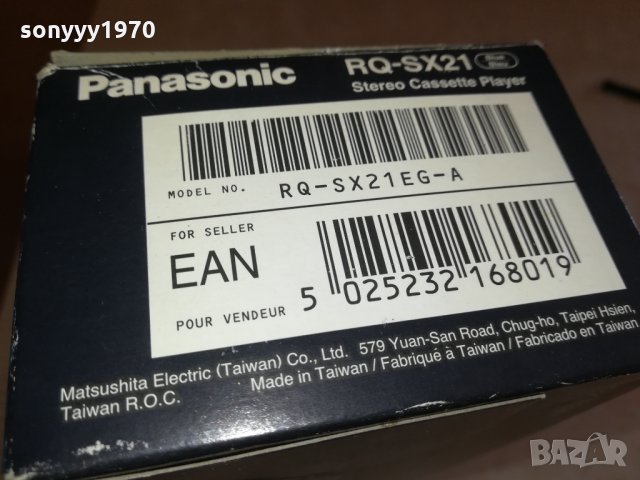 sonyyy1970
Panasonic RQ-SX21 Blue
Stereo Cassette Player
MODEL NO. RQ-SX21EG-A
FOR SELLER
EAN
POUR VENDEUR
5 025232 168019
Matsushita Electric (Taiwan) Co., Ltd. 579 Yuan-San Road, Chug-ho, Taipei Hsien,
Taiwan R.O.C. Made in Taiwan / Fabriqué à Taiwan / Fabricado en Taiwan
BAZAR